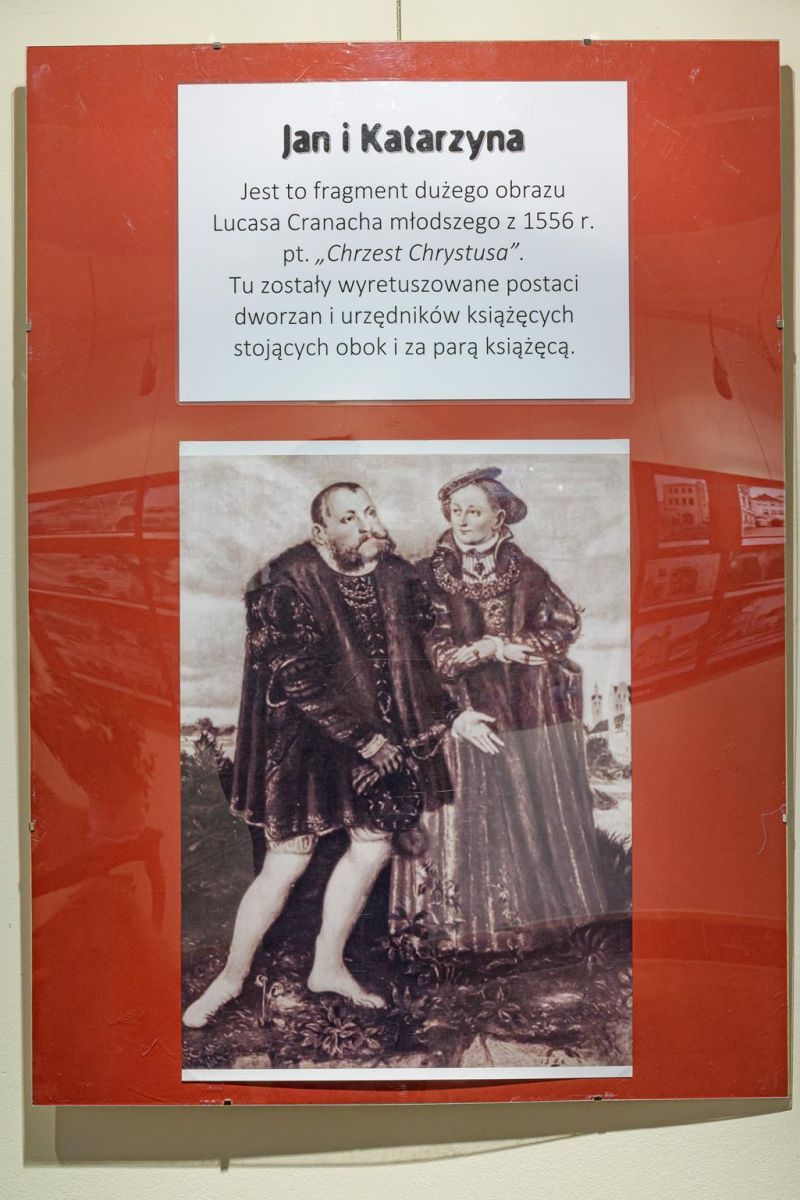 Jan i Katarzyna
Jest to fragment dużego obrazu
Lucasa Cranacha młodszego z 1556 r.
pt. „Chrzest Chrystusa”.
Tu zostały wyretuszowane postaci
dworzan i urzędników książęcych
stojących obok i za parą książęcą.